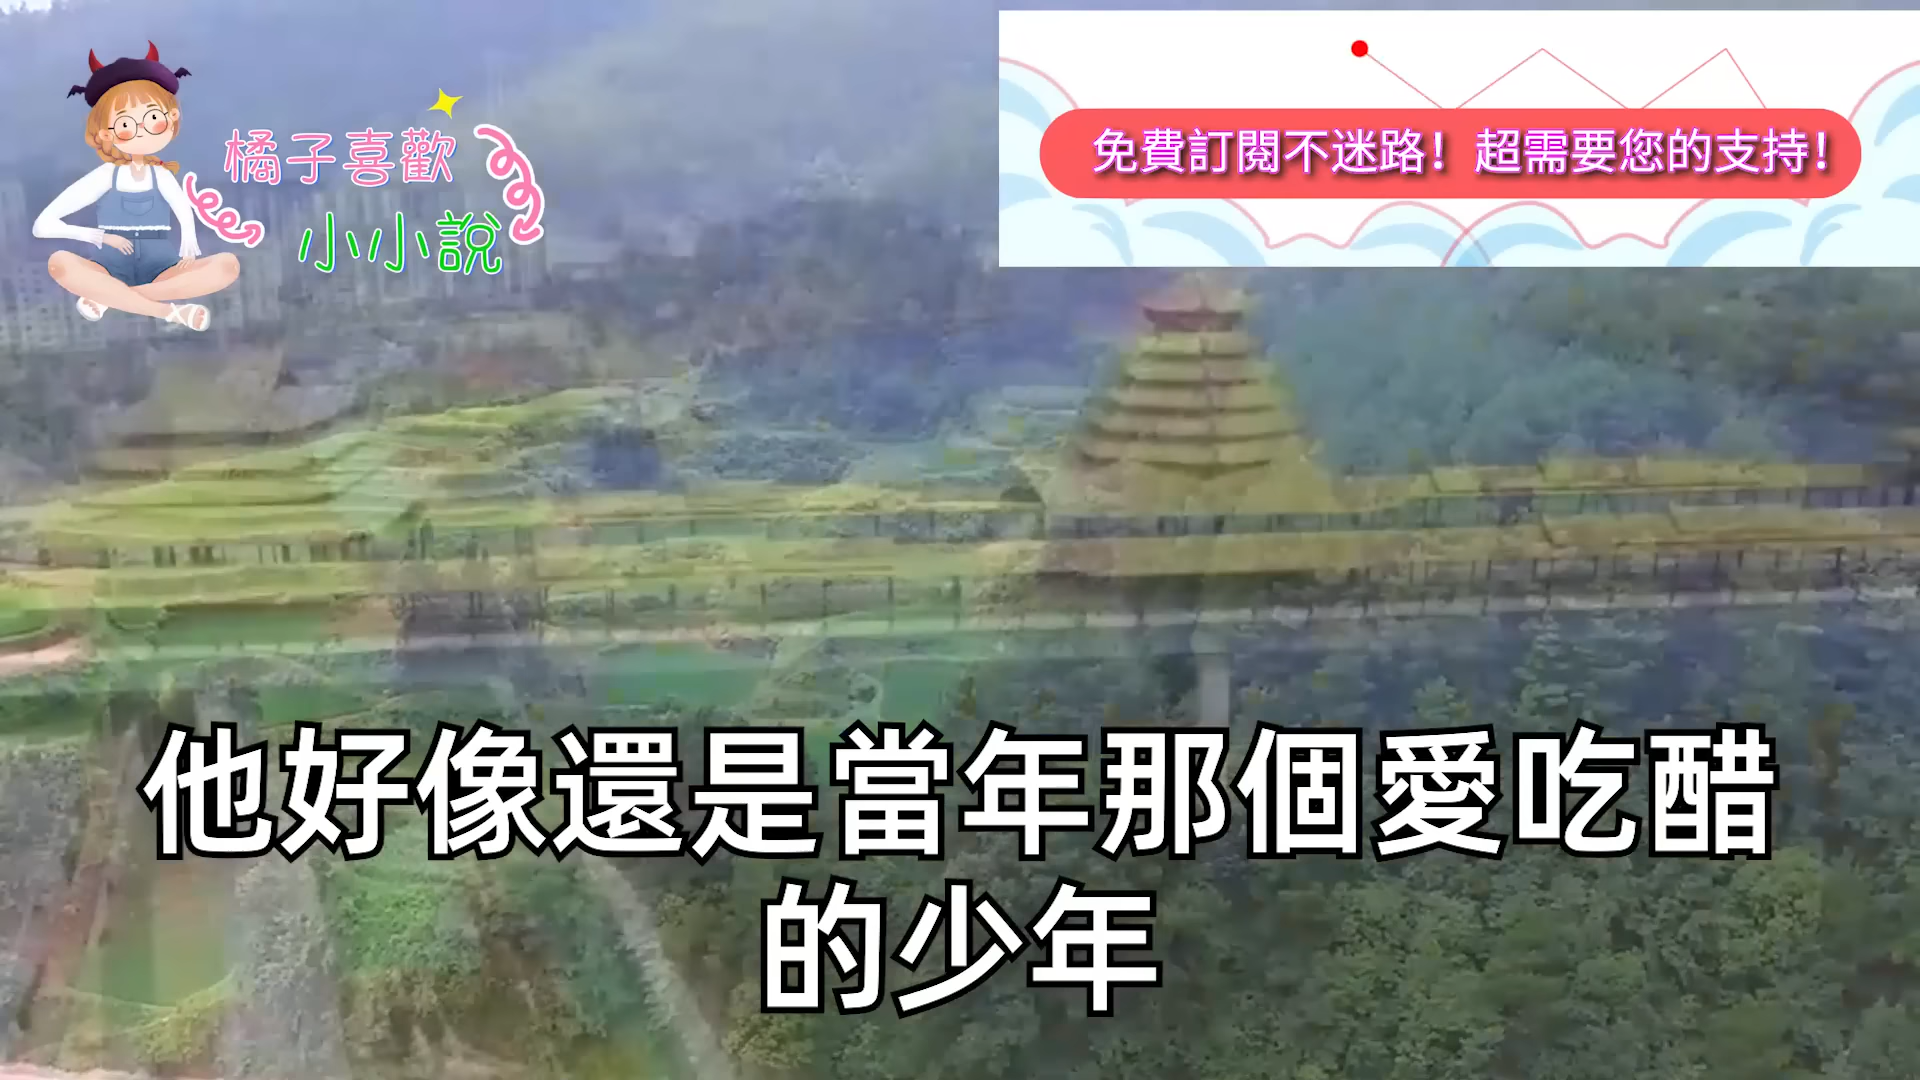 橘子喜歡
小小說
免費訂閱不迷路！超需要您的支持！
他好像還是當年那個愛吃醋
的少年